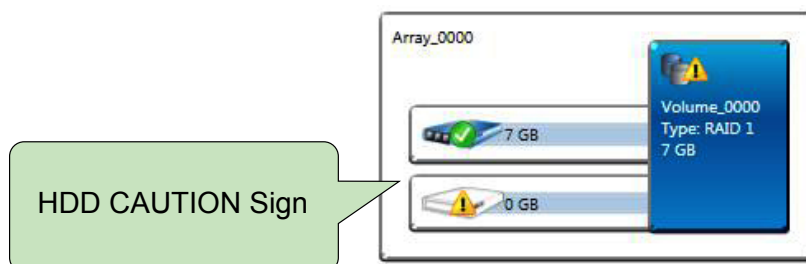 Array_0000
Volume_0000
Type: RAID 1
7 GB
7 GB
0 GB
HDD CAUTION Sign